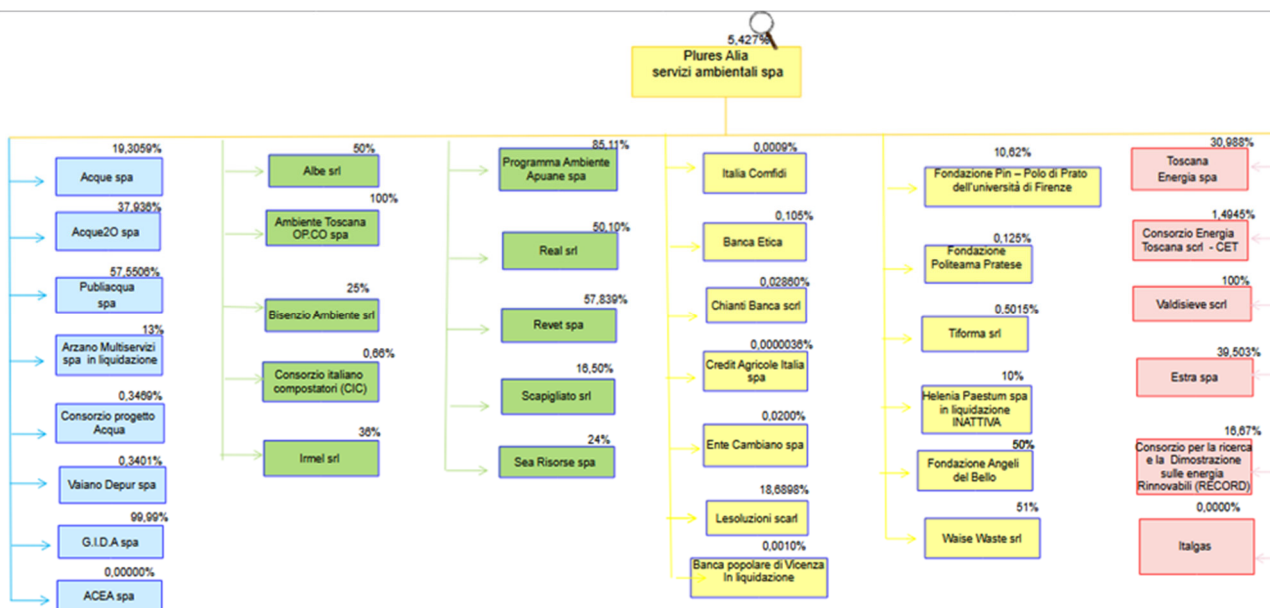 5,427%
Plures Alia
servizi ambientali spa
19,3059%
Acque spa
37,936%
Acque2O spa
57,5506%
Publiacqua
spa
13%
Arzano Multiservizi
spa in liquidazione
0,3469%
Consorzio progetto
Acqua
0,3401%
Vaiano Depur spa
99,99%
G.I.D.A spa
0,00000%
ACEA spa
50%
Albe srl
100%
Ambiente Toscana
OP.CO spa
25%
Bisenzio Ambiente srl
0,66%
Consorzio italiano
compostatori (CIC)
36%
Irmel srl
85,11%
Programma Ambiente
Apuane spa
50,10%
Real srl
57,839%
Revet spa
16,50%
Scapigliato srl
24%
Sea Risorse spa
0,0009%
Italia Comfidi
0,105%
Banca Etica
0,02860%
Chianti Banca scrl
0,0000036%
Credit Agricole Italia
spa
0,0200%
Ente Cambiano spa
18,6898%
Lesoluzioni scarl
0,0010%
Banca popolare di Vicenza
In liquidazione
10,62%
Fondazione Pin – Polo di Prato
dell'università di Firenze
0,125%
Fondazione
Politeama Pratese
0,5015%
Tiforma srl
10%
Helenia Paestum spa
in liquidazione
INATTIVA
50%
Fondazione Angeli
del Bello
51%
Waise Waste srl
30,988%
Toscana
Energia spa
1,4945%
Consorzio Energia
Toscana scrl - CET
100%
Valdisieve scrl
39,503%
Estra spa
16,67%
Consorzio per la ricerca
e la Dimostrazione
sulle energia
Rinnovabili (RECORD)
0,0000%
Italgas